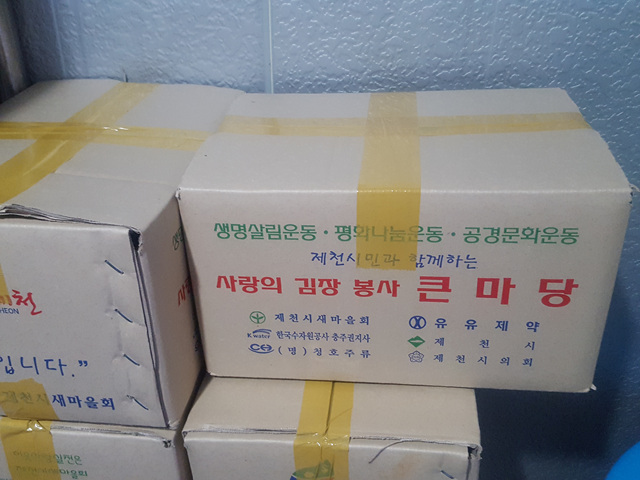 생명살림운동 · 평화나눔운동 · 공경문화운동
제천시민과 함께하는
사랑의 김장 봉사 큰 마 당
제천시새마을회
유 유 제 약
K water 한국수자원공사 충주권지사
제 천 시
(명) 청호주류
제천시의회
천
CHEON
입니다."
제천시새마을회